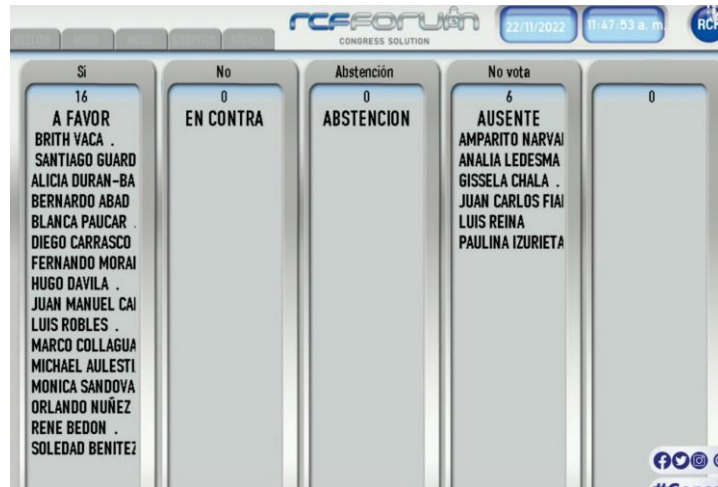 RCF FORUM
CONGRESS SOLUTION
22/11/2022
11:47:53 a. m.
RCF
Si
No
Abstención
No vota
16
0
0
6
0
A FAVOR
EN CONTRA
ABSTENCION
AUSENTE
BRITH VACA .
SANTIAGO GUARD
ALICIA DURAN-BA
BERNARDO ABAD
BLANCA PAUCAR .
DIEGO CARRASCO
FERNANDO MORAI
HUGO DAVILA .
JUAN MANUEL CAI
LUIS ROBLES .
MARCO COLLAGUA
MICHAEL AULESTI
MONICA SANDOVA
ORLANDO NUÑEZ
RENE BEDON .
SOLEDAD BENITEZ
AMPARITO NARVAI
ANALIA LEDESMA
GISSELA CHALA .
JUAN CARLOS FIAI
LUIS REINA
PAULINA IZURIETA